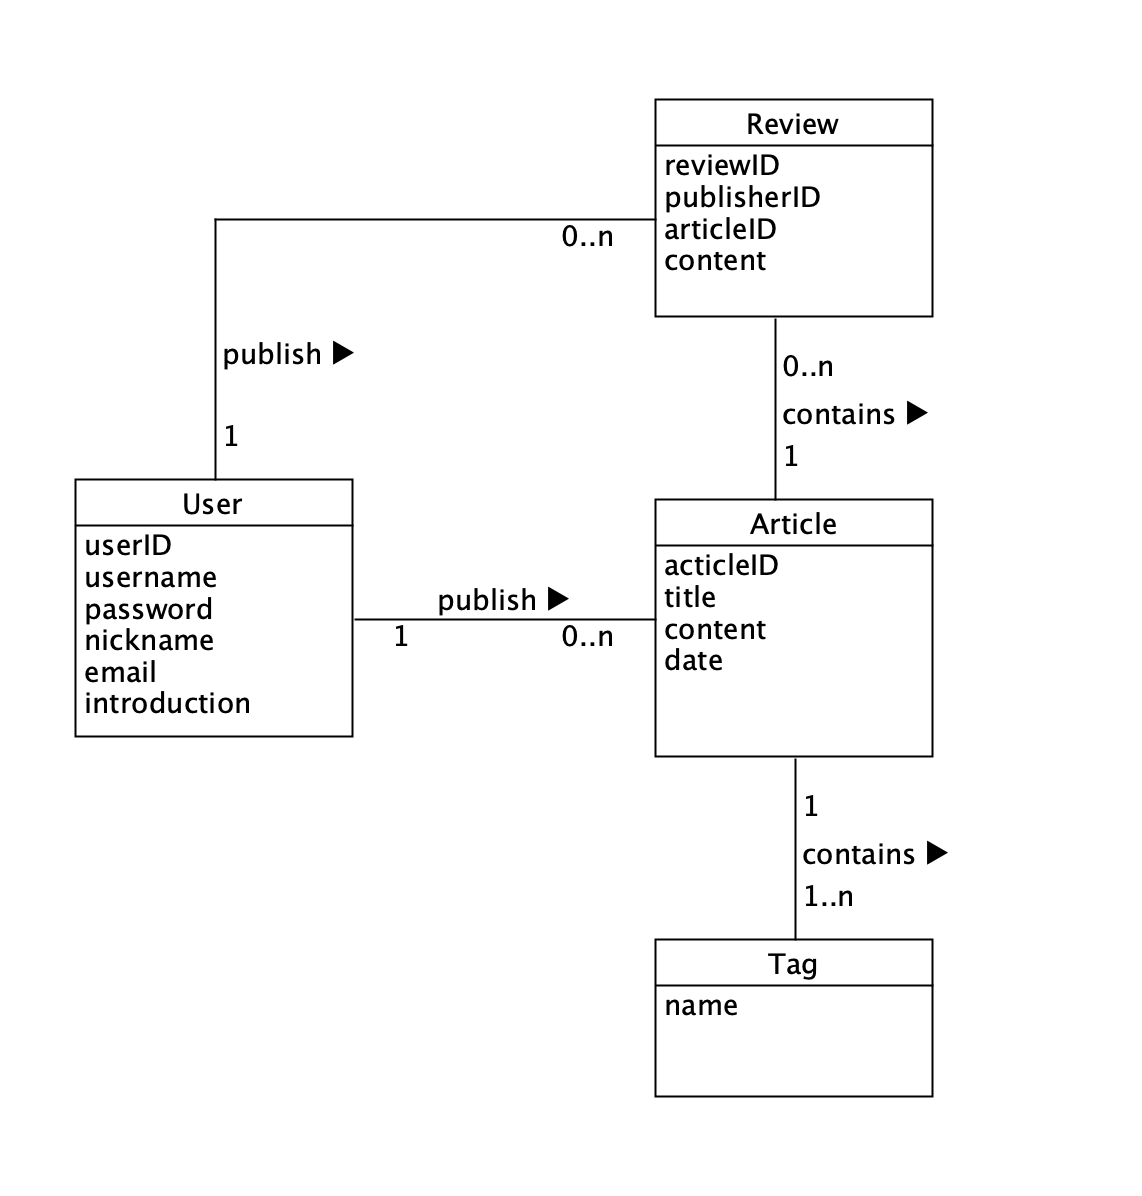 Review
reviewID
publisherID
articleID
content
0..n
publish ▶
1
0..n
contains ▶
1
User
userID
username
password
nickname
email
introduction
publish ▶
1
0..n
Article
acticleID
title
content
date
1
contains ▶
1..n
Tag
name